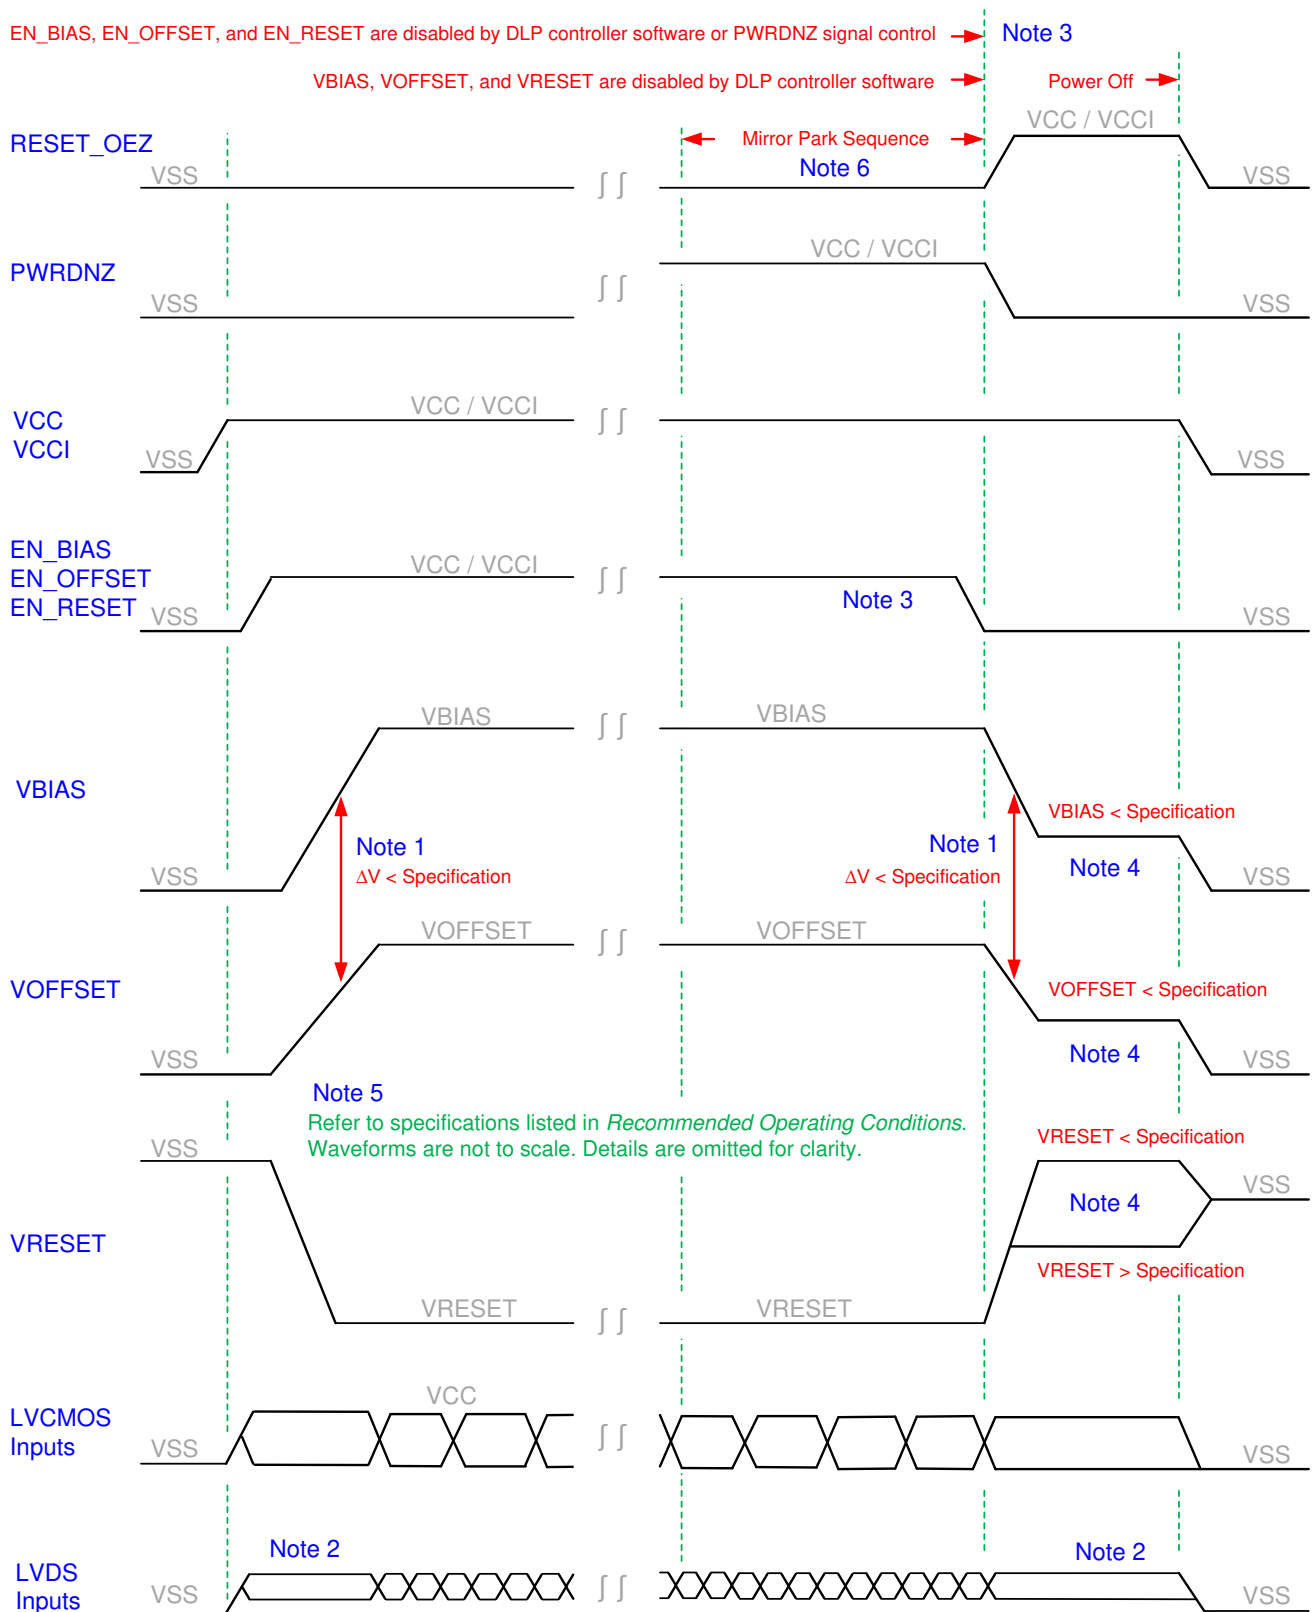 EN_BIAS, EN_OFFSET, and EN_RESET are disabled by DLP controller software or PWRDNZ signal control
Note 3
VBIAS, VOFFSET, and VRESET are disabled by DLP controller software
Power Off
RESET_OEZ
VSS
Mirror Park Sequence
Note 6
VCC / VCCI
VSS
PWRDNZ
VSS
VCC / VCCI
VSS
VCC
VCCI
VSS
VCC / VCCI
VSS
EN_BIAS
EN_OFFSET
EN_RESET
VSS
VCC / VCCI
Note 3
VSS
VBIAS
VSS
VBIAS
VBIAS
Note 1
∆V < Specification
Note 1
∆V < Specification
VBIAS < Specification
Note 4
VSS
VOFFSET
VSS
VOFFSET
VOFFSET
VOFFSET < Specification
Note 4
VSS
Note 5
Refer to specifications listed in Recommended Operating Conditions.
Waveforms are not to scale. Details are omitted for clarity.
VRESET
VSS
VRESET
VRESET
VRESET < Specification
Note 4
VRESET > Specification
VSS
LVCMOS
Inputs
VSS
VCC
VSS
LVDS
Inputs
VSS
Note 2
Note 2
VSS